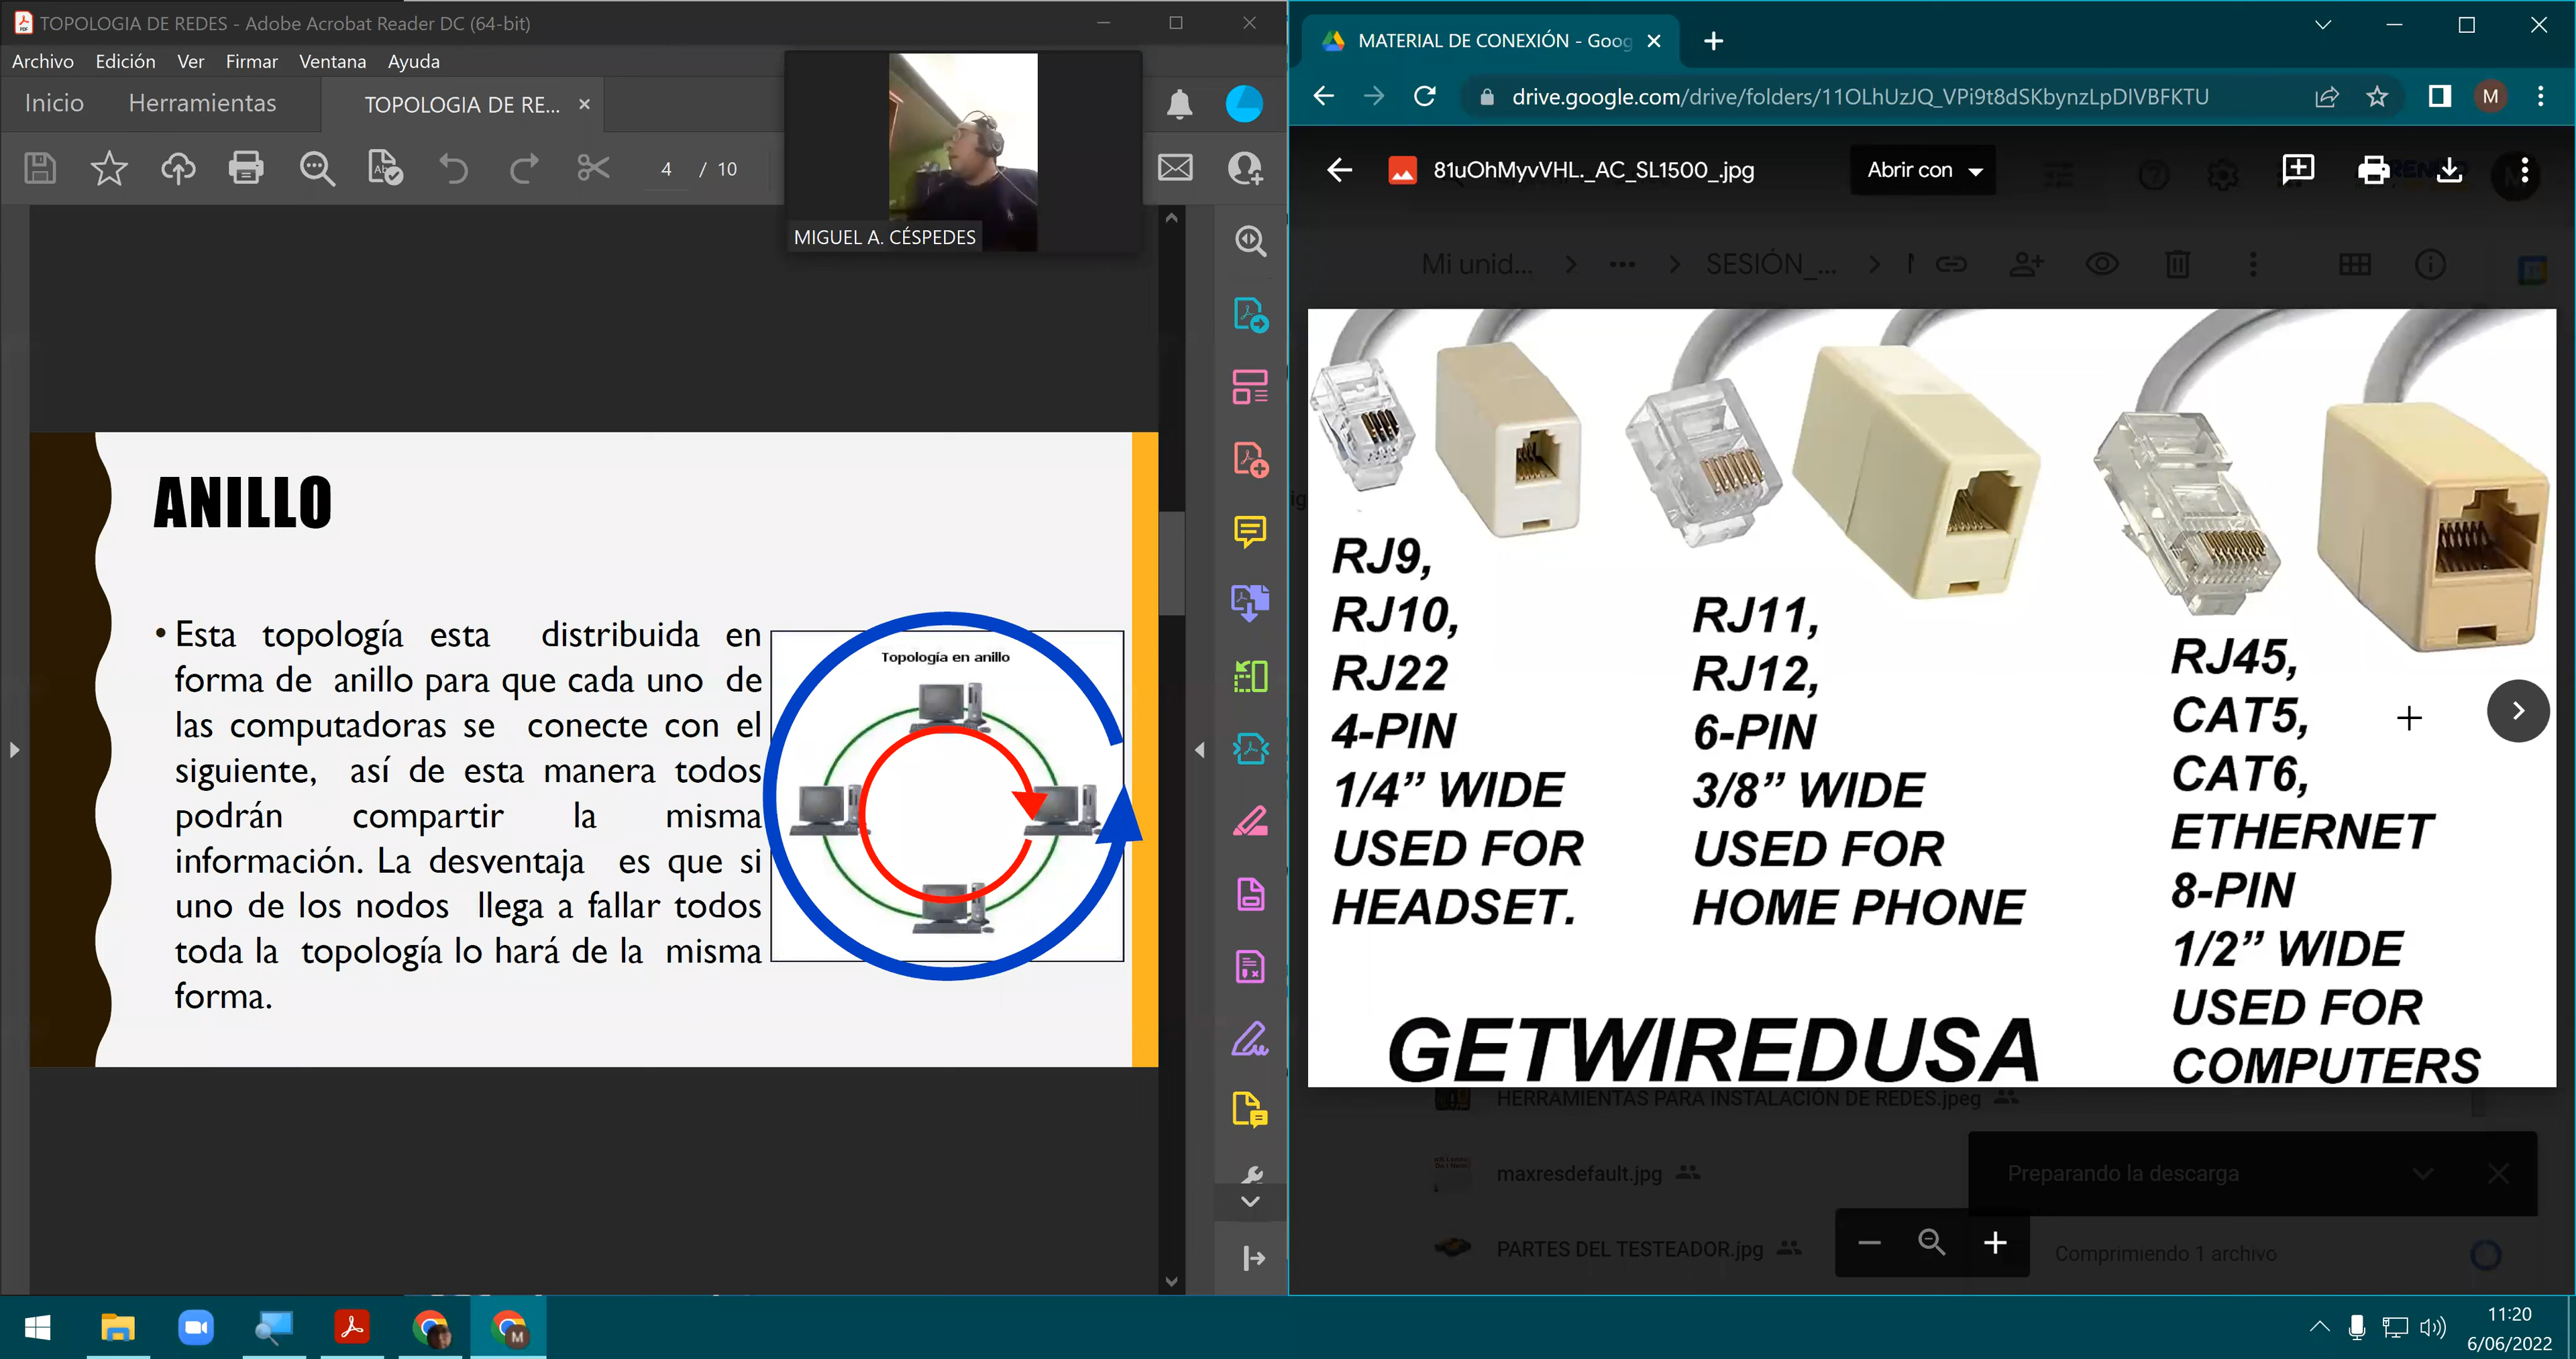 TOPOLOGIA DE REDES - Adobe Acrobat Reader DC (64-bit)
Archivo Edición Ver Firmar Ventana Ayuda
Inicio Herramientas TOPOLOGIA DE RE...
4 / 10
MIGUEL A. CÉSPEDES
ANILLO
• Esta topología esta distribuida en
forma de anillo para que cada uno de
las computadoras se conecte con el
siguiente, así de esta manera todos
podrán compartir la misma
información. La desventaja es que si
uno de los nodos llega a fallar todos
toda la topología lo hará de la misma
forma.
Topología en anillo
MATERIAL DE CONEXIÓN - Goog
drive.google.com/drive/folders/11OLhUzJQ_VPi9t8dSKbynzLpDIVBFKTU
M
81uOhMyvVHL._AC_SL1500_.jpg
Abrir con
Mi unid... > ... > SESIÓN_... >
RJ9,
RJ10,
RJ22
4-PIN
1/4” WIDE
USED FOR
HEADSET.
RJ11,
RJ12,
6-PIN
3/8” WIDE
USED FOR
HOME PHONE
RJ45,
CAT5,
CAT6,
ETHERNET
8-PIN
1/2” WIDE
USED FOR
COMPUTERS
GETWIREDUSA
HERRAMIENTAS PARA INSTALACIÓN DE REDES.jpeg
maxresdefault.jpg
PARTES DEL TESTEADOR.jpg
Preparando la descarga
Comprimiendo 1 archivo
M
11:20
6/06/2022